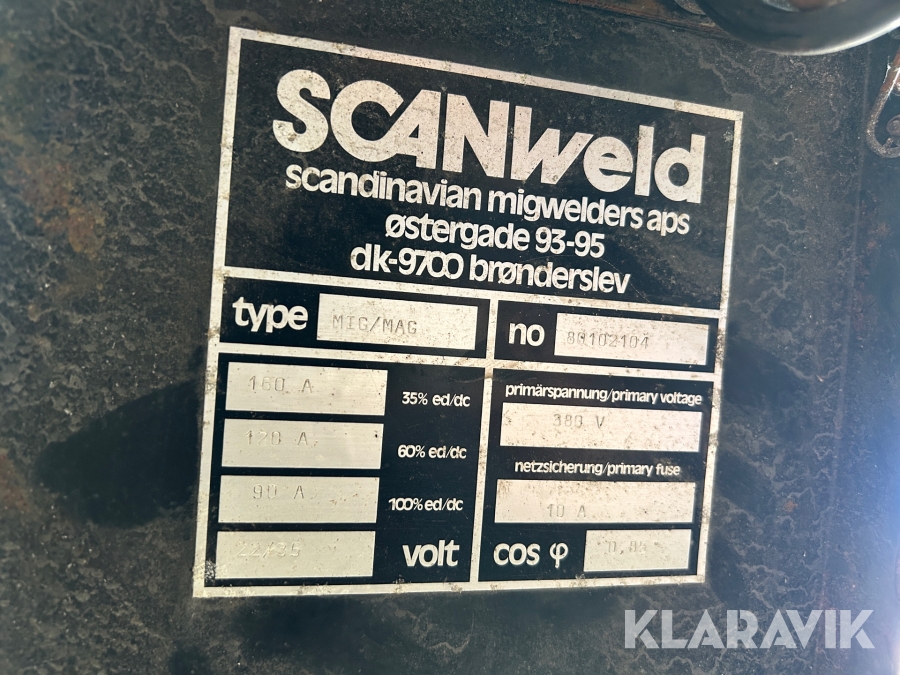 SCANWeld
scandinavian migwelders aps
østergade 93-95
dk-9700 brønderslev
type MIG/MAG
no 80102104
160 A 35% ed/dc
120 A 60% ed/dc
90 A 100% ed/dc
volt
primärspannung/primary voltage
380 V
netzsicherung/primary fuse
10 A
cos φ
KLARAVIK